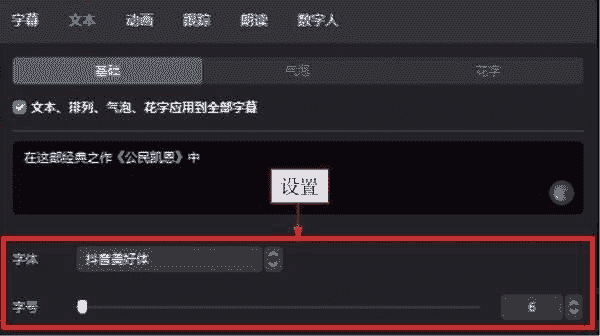 字幕 文本 动画 跟踪 朗读 数字人
基础 气泡 花字
文本、排列、气泡、花字应用到全部字幕
在这部经典之作《公民凯恩》中
设置
字体 抖音美好体
字号 6